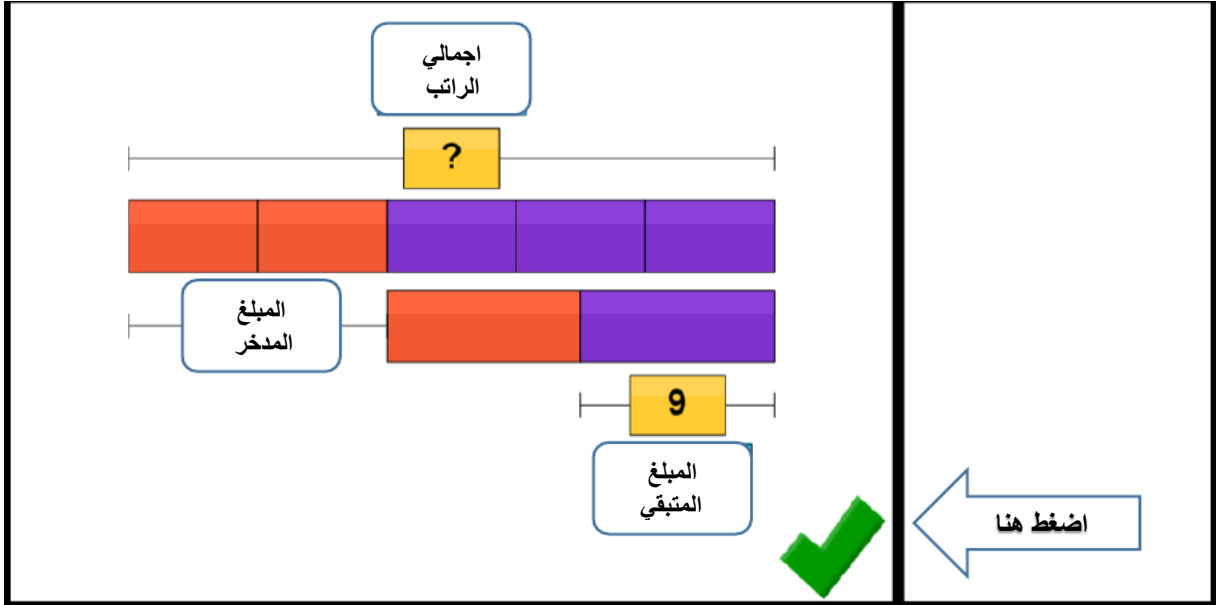 اجمالي
الراتب
?
المبلغ
المدخر
9
المبلغ
المتبقي
اضغط هنا